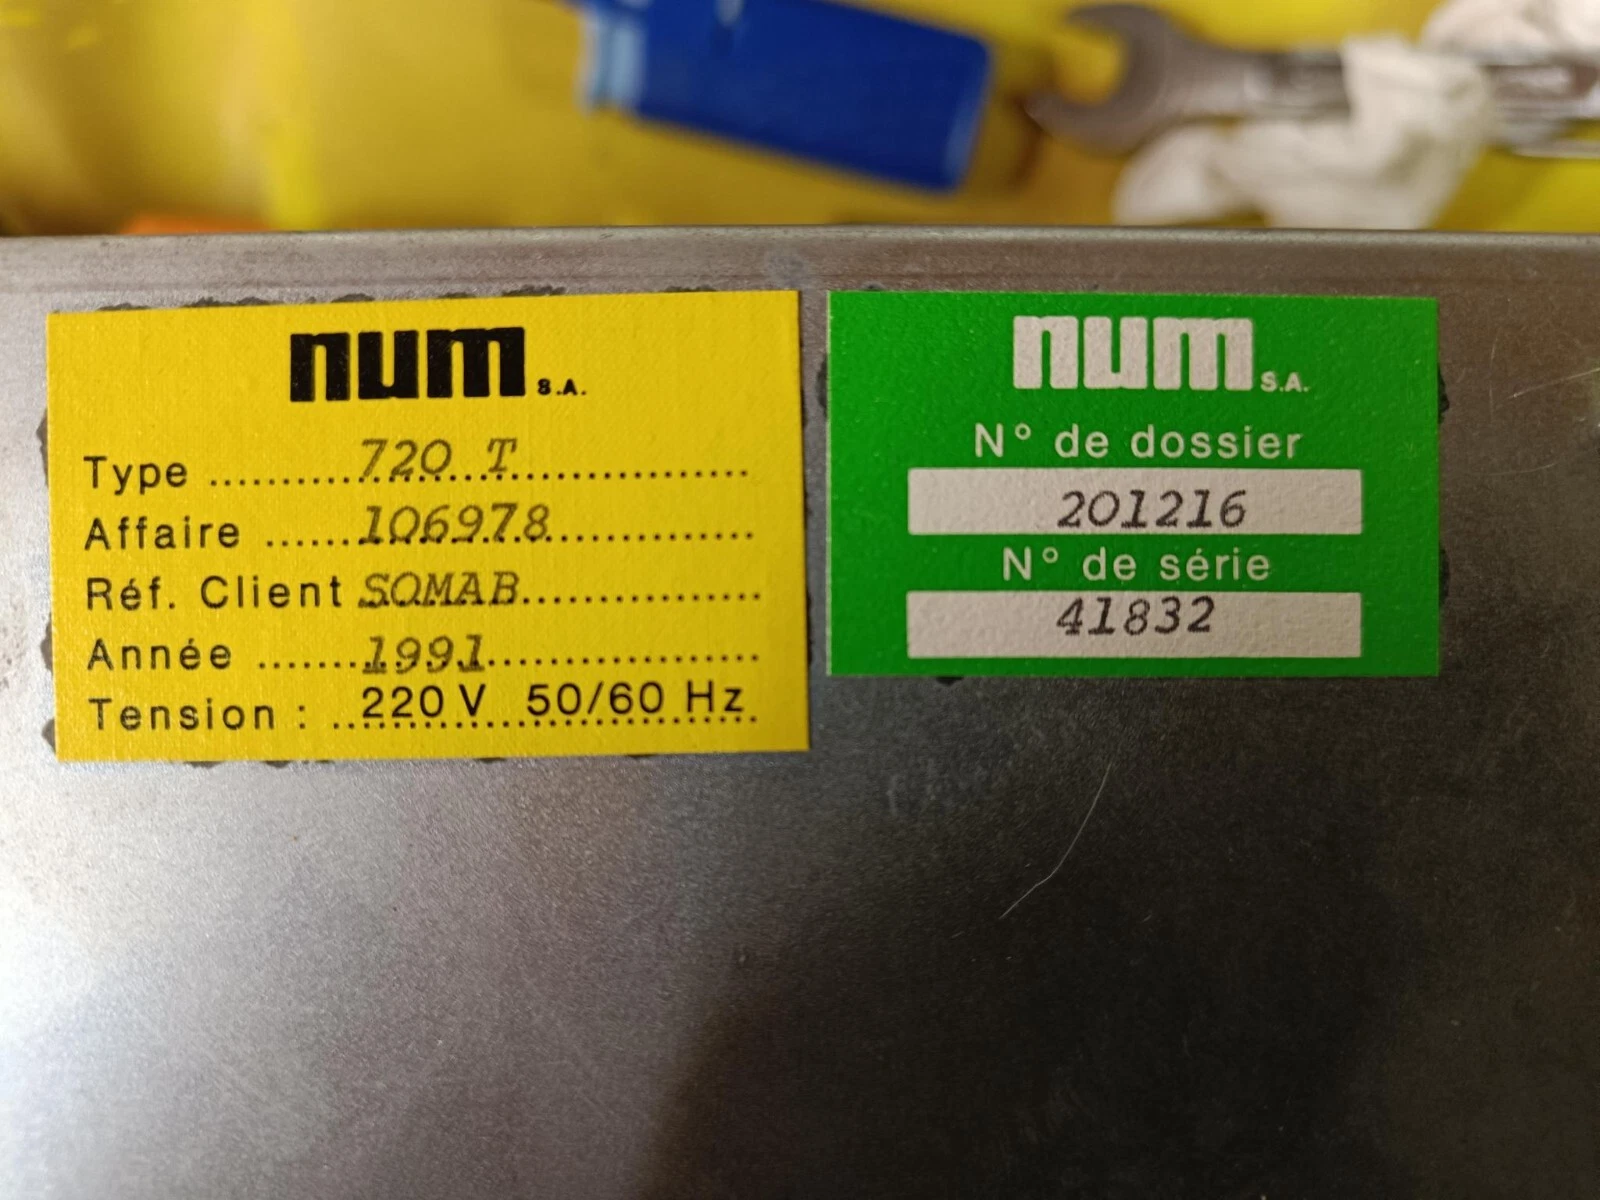 num S.A.
Type ........ 720 T ........
Affaire ........ 106978 ........
Réf. Client SOMAB ........
Année ........ 1991 ........
Tension : .. 220 V 50/60 Hz
num S.A.
N° de dossier
201216
N° de série
41832